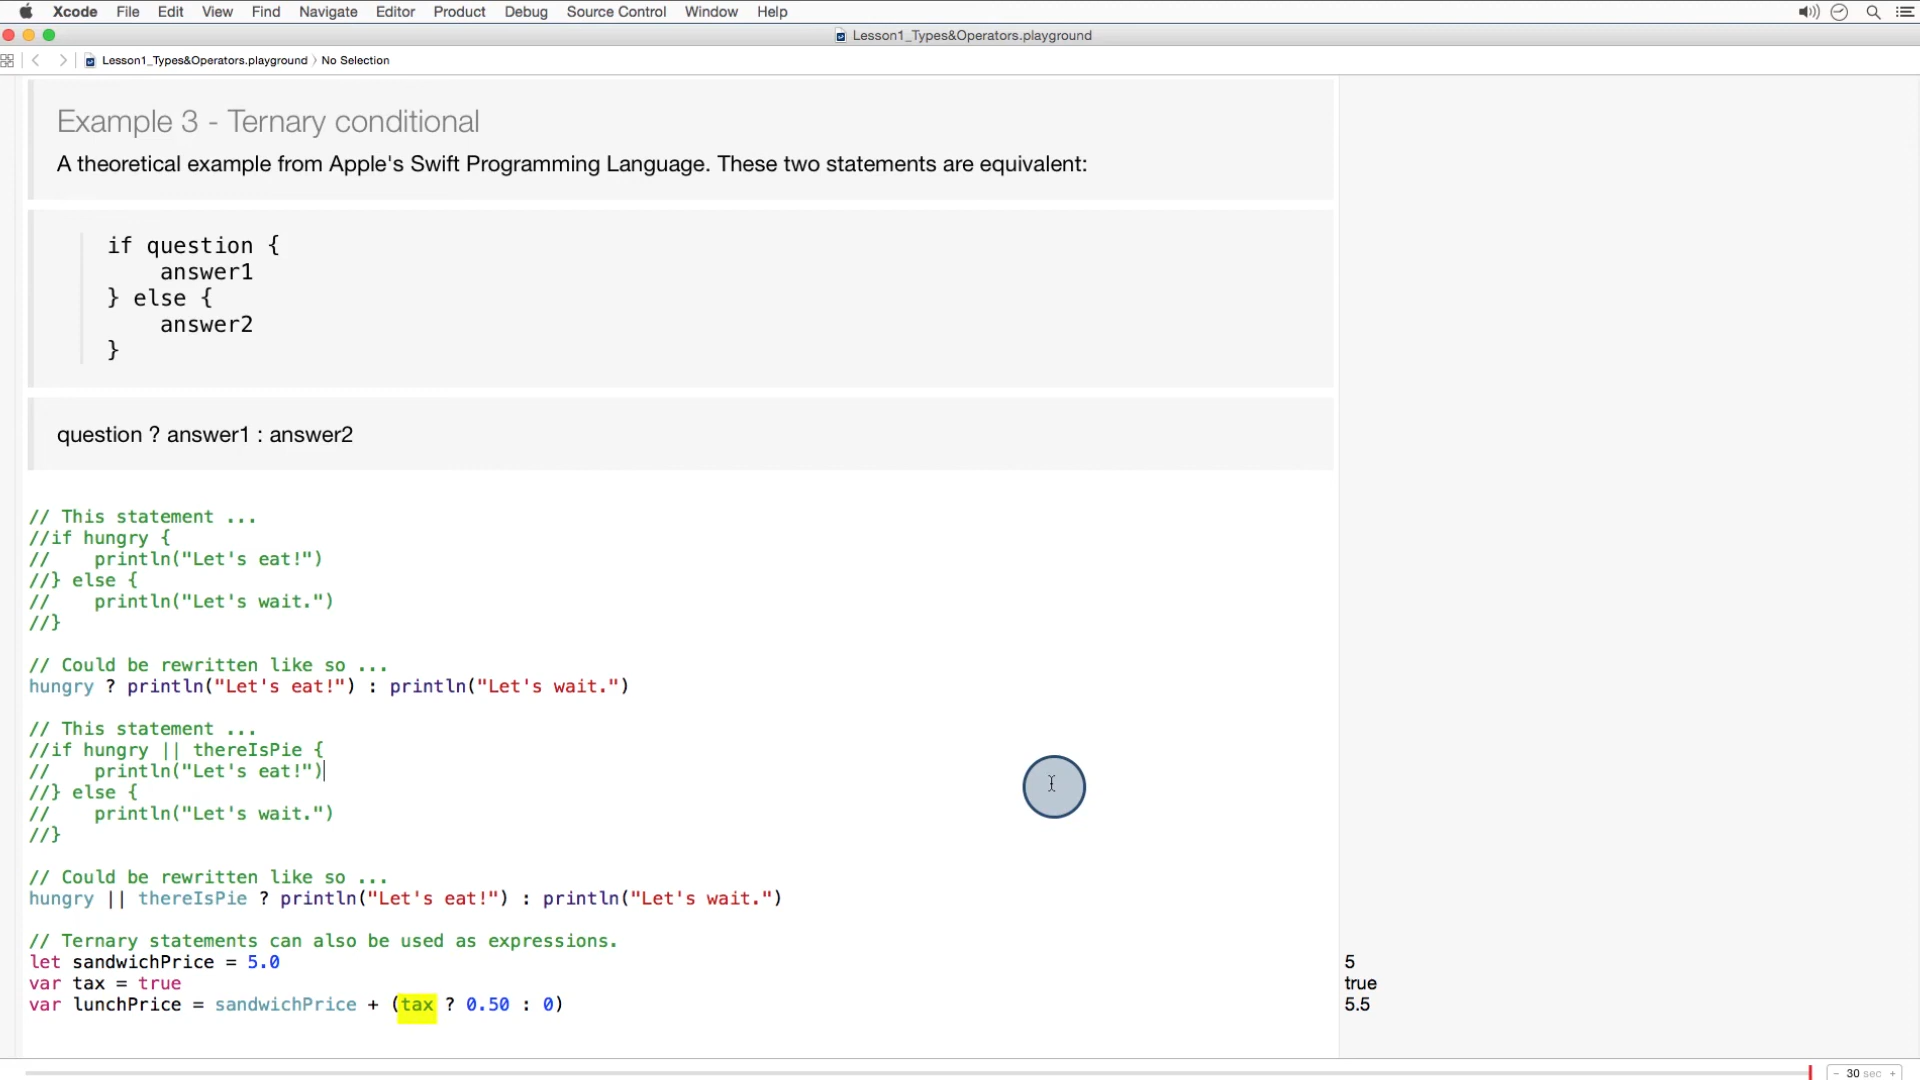 Xcode File Edit View Find Navigate Editor Product Debug Source Control Window Help
Lesson1_Types&Operators.playground
Lesson1_Types&Operators.playground 〉 No Selection
Example 3 - Ternary conditional
A theoretical example from Apple's Swift Programming Language. These two statements are equivalent:
if question {
    answer1
} else {
    answer2
}
question ? answer1 : answer2
// This statement ...
//if hungry {
//    println("Let's eat!")
//} else {
//    println("Let's wait.")
//}
// Could be rewritten like so ...
hungry ? println("Let's eat!") : println("Let's wait.")
// This statement ...
//if hungry || thereIsPie {
//    println("Let's eat!")
//} else {
//    println("Let's wait.")
//}
// Could be rewritten like so ...
hungry || thereIsPie ? println("Let's eat!") : println("Let's wait.")
// Ternary statements can also be used as expressions.
let sandwichPrice = 5.0 5
var tax = true true
var lunchPrice = sandwichPrice + (tax ? 0.50 : 0) 5.5
- 30 sec +